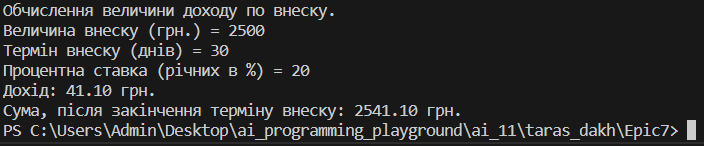 Обчислення величини доходу по внеску.
Величина внеску (грн.) = 2500
Термін внеску (днів) = 30
Процентна ставка (річних в %) = 20
Дохід: 41.10 грн.
Сума, після закінчення терміну внеску: 2541.10 грн.
PS C:\Users\Admin\Desktop\ai_programming_playground\ai_11\taras_dakh\Epic7>